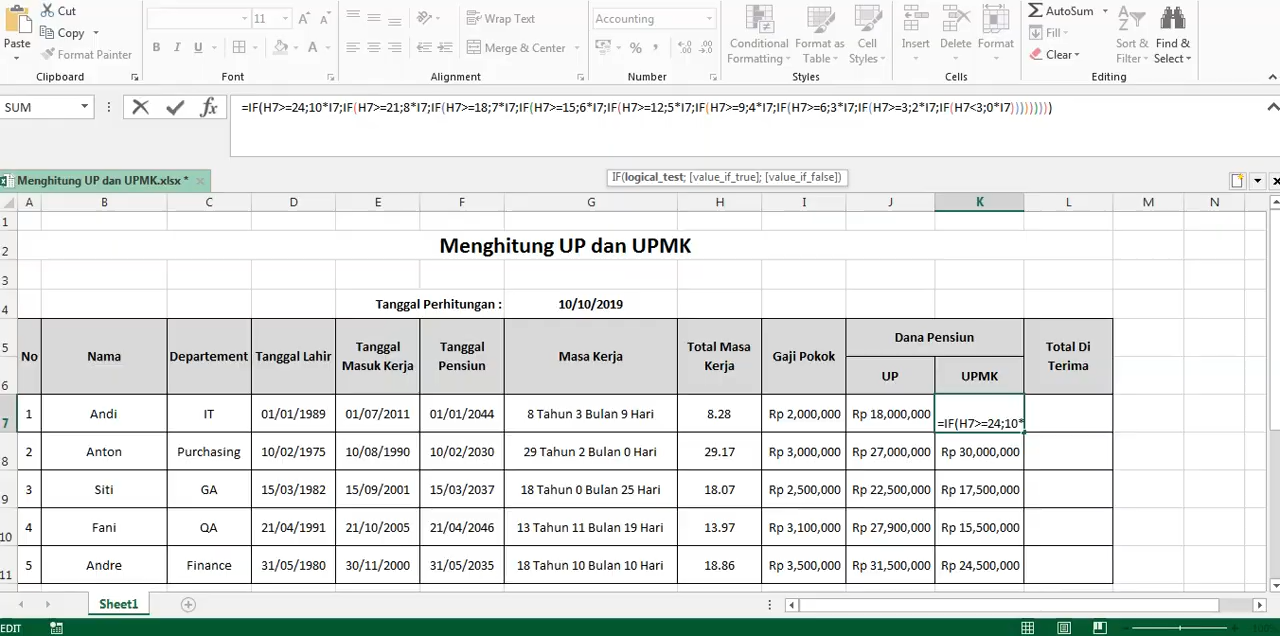 Cut
11
Wrap Text
Accounting
AutoSum
Paste
Copy
Fill
Format Painter
B I U
Merge & Center
%
Conditional Formatting
Format as Table
Cell Styles
Insert
Delete
Format
Clear
Sort & Filter
Find & Select
Clipboard
Font
Alignment
Number
Styles
Cells
Editing
SUM
fx
=IF(H7>=24;10*I7;IF(H7>=21;8*I7;IF(H7>=18;7*I7;IF(H7>=15;6*I7;IF(H7>=12;5*I7;IF(H7>=9;4*I7;IF(H7>=6;3*I7;IF(H7>=3;2*I7;IF(H7<3;0*I7)))))))))
Menghitung UP dan UPMK.xlsx *
IF(logical_test; [value_if_true]; [value_if_false])
A B C D E F G H I J K L M N
1
2 Menghitung UP dan UPMK
3
4 Tanggal Perhitungan : 10/10/2019
5
6
No
Nama
Departement
Tanggal Lahir
Tanggal Masuk Kerja
Tanggal Pensiun
Masa Kerja
Total Masa Kerja
Gaji Pokok
Dana Pensiun
UP
UPMK
Total Di Terima
7 1 Andi IT 01/01/1989 01/07/2011 01/01/2044 8 Tahun 3 Bulan 9 Hari 8.28 Rp 2,000,000 Rp 18,000,000 =IF(H7>=24;10*
8 2 Anton Purchasing 10/02/1975 10/08/1990 10/02/2030 29 Tahun 2 Bulan 0 Hari 29.17 Rp 3,000,000 Rp 27,000,000 Rp 30,000,000
9 3 Siti GA 15/03/1982 15/09/2001 15/03/2037 18 Tahun 0 Bulan 25 Hari 18.07 Rp 2,500,000 Rp 22,500,000 Rp 17,500,000
10 4 Fani QA 21/04/1991 21/10/2005 21/04/2046 13 Tahun 11 Bulan 19 Hari 13.97 Rp 3,100,000 Rp 27,900,000 Rp 15,500,000
11 5 Andre Finance 31/05/1980 30/11/2000 31/05/2035 18 Tahun 10 Bulan 10 Hari 18.86 Rp 3,500,000 Rp 31,500,000 Rp 24,500,000
Sheet1
EDIT